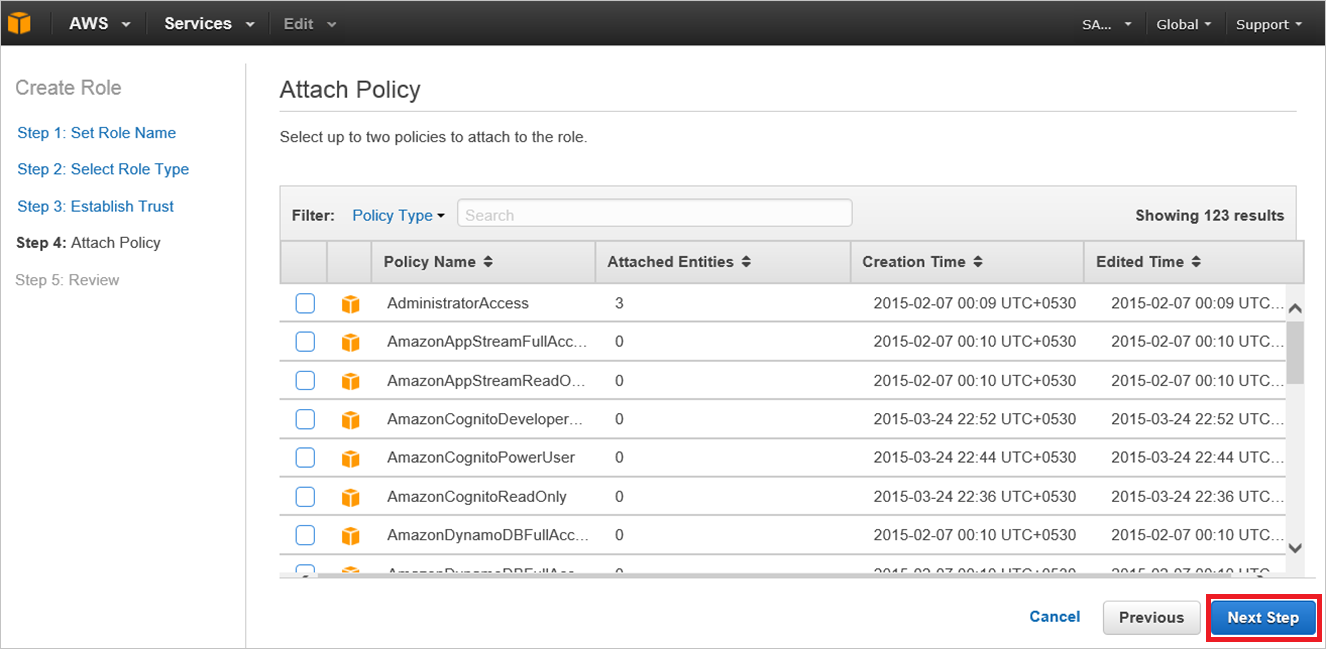 AWS Services Edit SA... Global Support
Create Role
Step 1: Set Role Name
Step 2: Select Role Type
Step 3: Establish Trust
Step 4: Attach Policy
Step 5: Review
Attach Policy
Select up to two policies to attach to the role.
Filter: Policy Type Search Showing 123 results
Policy Name Attached Entities Creation Time Edited Time
AdministratorAccess 3 2015-02-07 00:09 UTC+0530 2015-02-07 00:09 UTC...
AmazonAppStreamFullAcc... 0 2015-02-07 00:10 UTC+0530 2015-02-07 00:10 UTC...
AmazonAppStreamReadO... 0 2015-02-07 00:10 UTC+0530 2015-02-07 00:10 UTC...
AmazonCognitoDeveloper... 0 2015-03-24 22:52 UTC+0530 2015-03-24 22:52 UTC...
AmazonCognitoPowerUser 0 2015-03-24 22:44 UTC+0530 2015-03-24 22:44 UTC...
AmazonCognitoReadOnly 0 2015-03-24 22:36 UTC+0530 2015-03-24 22:36 UTC...
AmazonDynamoDBFullAcc... 0 2015-02-07 00:10 UTC+0530 2015-02-07 00:10 UTC...
Cancel Previous Next Step